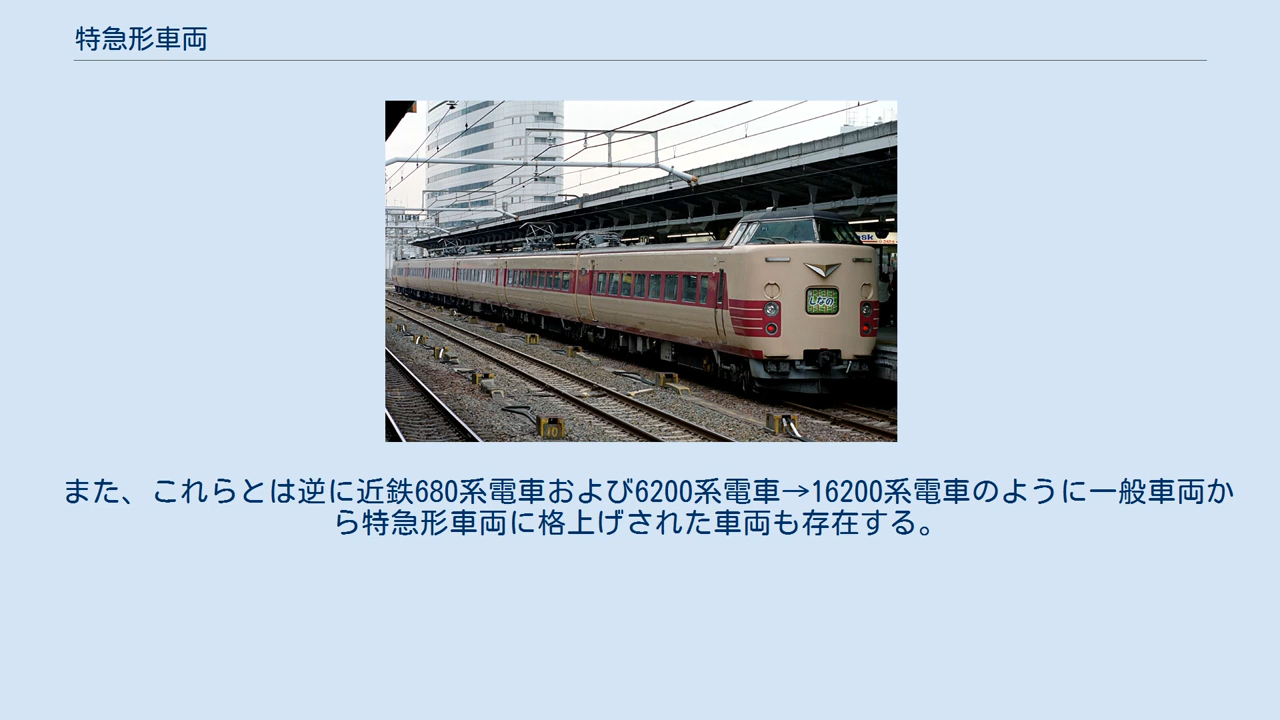 特急形車両
しなの
また、これらとは逆に近鉄680系電車および6200系電車→16200系電車のように一般車両か
ら特急形車両に格上げされた車両も存在する。